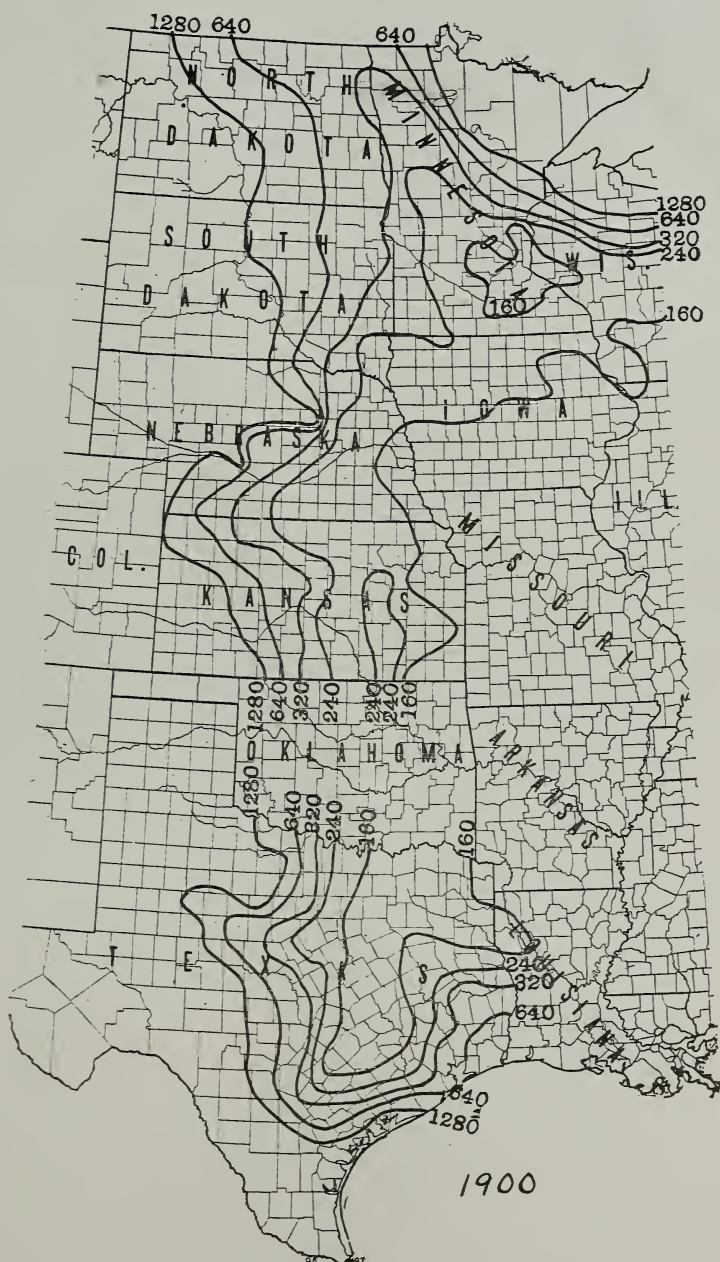 1280 640 640
NORTH
DAKOTA
MINNESOTA
1280
640
320
240
SOUTH
DAKOTA
WIS.
160
160
IOWA
NEBRASKA
ILL
MISSOURI
COL.
KANSAS
1280 640 320 240 240 240 160
OKLAHOMA
ARKANSAS
1280 640 320 240 160 160
TEXAS
LOUISIANA
240
320
640
640
1280
1900